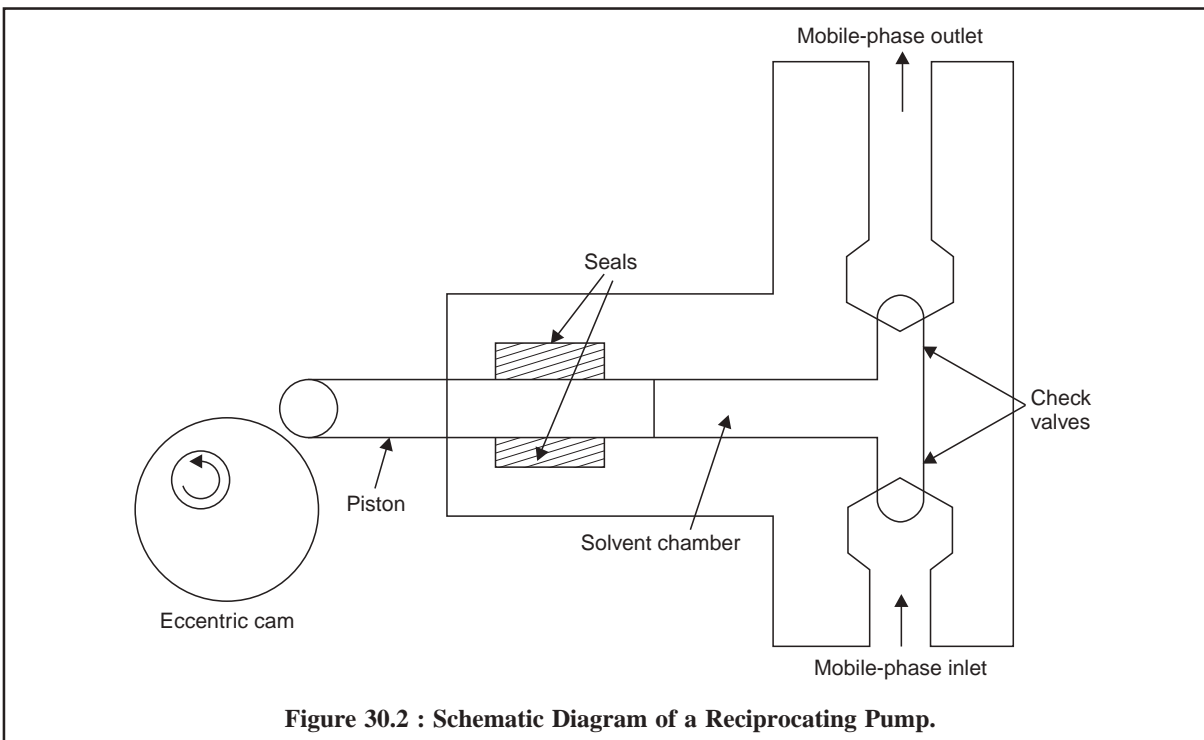 Mobile-phase outlet
Seals
Check
valves
Piston
Solvent chamber
Eccentric cam
Mobile-phase inlet
Figure 30.2 : Schematic Diagram of a Reciprocating Pump.